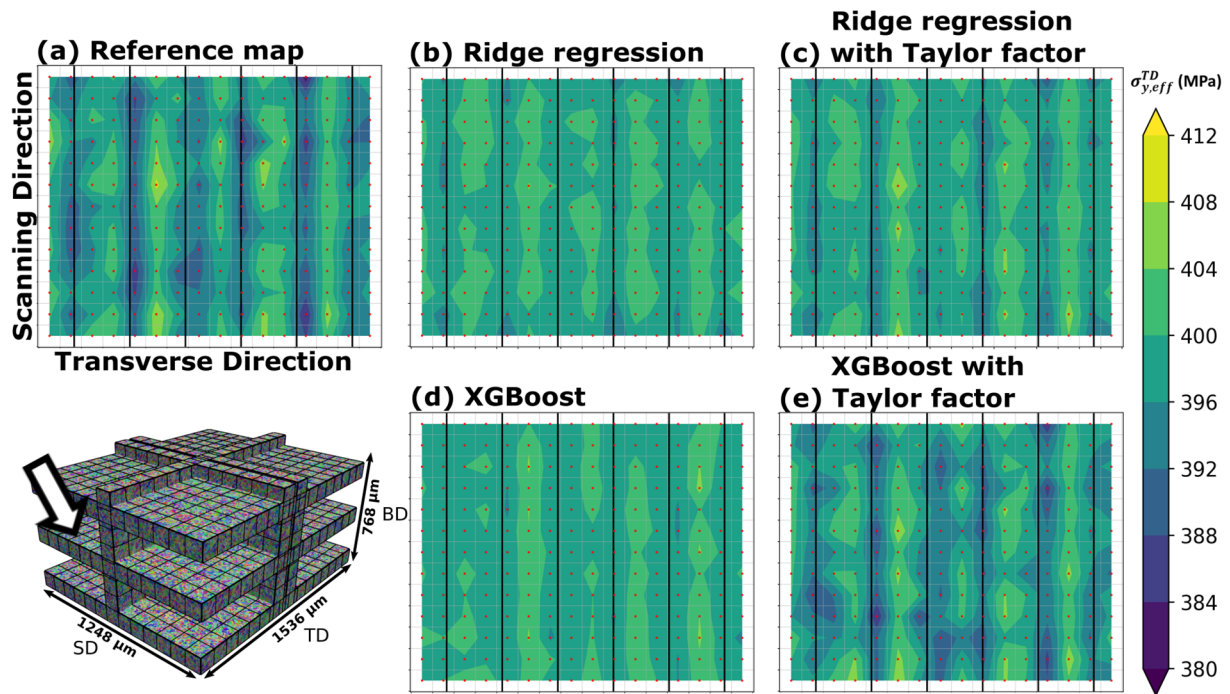 (a) Reference map
(b) Ridge regression
Ridge regression
(c) with Taylor factor
σ_{y,eff}^{TD} (MPa)
412
408
404
400
396
392
388
384
380
Scanning Direction
Transverse Direction
(d) XGBoost
XGBoost with
(e) Taylor factor
768 μm
BD
1248 μm
SD
1536 μm
TD